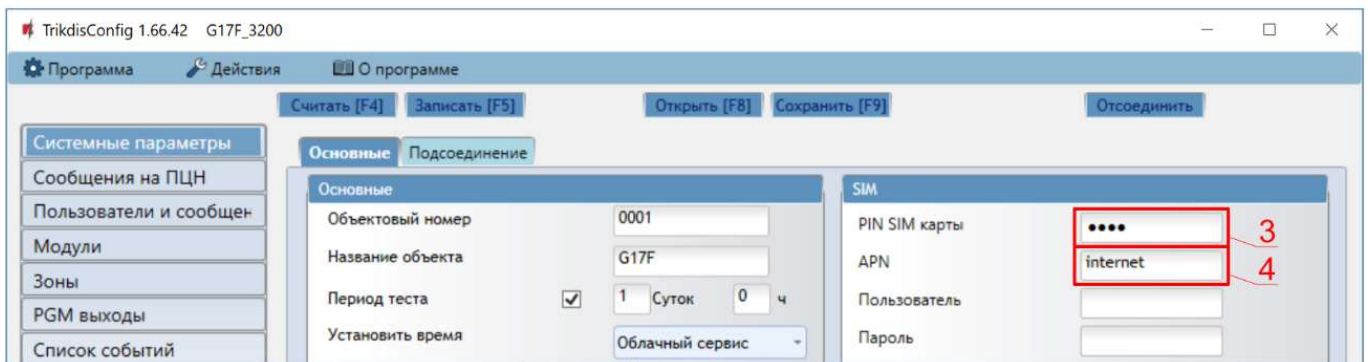 TrikdisConfig 1.66.42 G17F_3200
Программа Действия О программе
Считать [F4] Записать [F5] Открыть [F8] Сохранить [F9] Отсоединить
Системные параметры
Сообщения на ПЦН
Пользователи и сообщен
Модули
Зоны
PGM выходы
Список событий
Основные Подсоединение
Основные
Объектовый номер 0001
Название объекта G17F
Период теста 1 Суток 0 ч
Установить время Облачный сервис
SIM
PIN SIM карты •••• 3
APN internet 4
Пользователь
Пароль